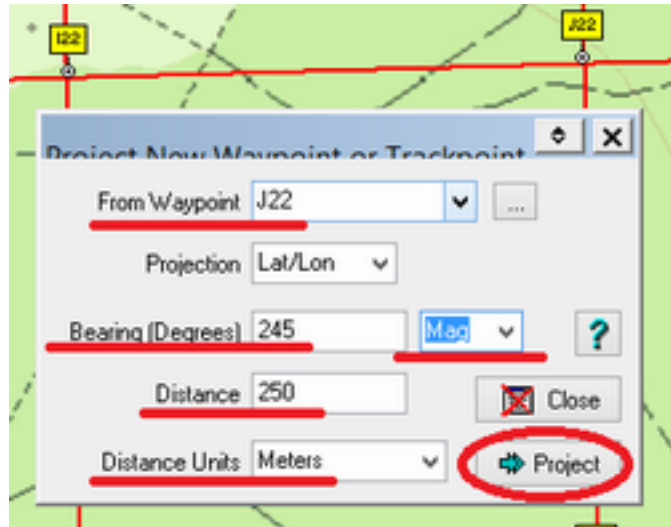 I22 J22
Project New Waypoint or Trackpoint
From Waypoint J22 ...
Projection Lat/Lon
Bearing (Degrees) 245 Mag ?
Distance 250 Close
Distance Units Meters Project